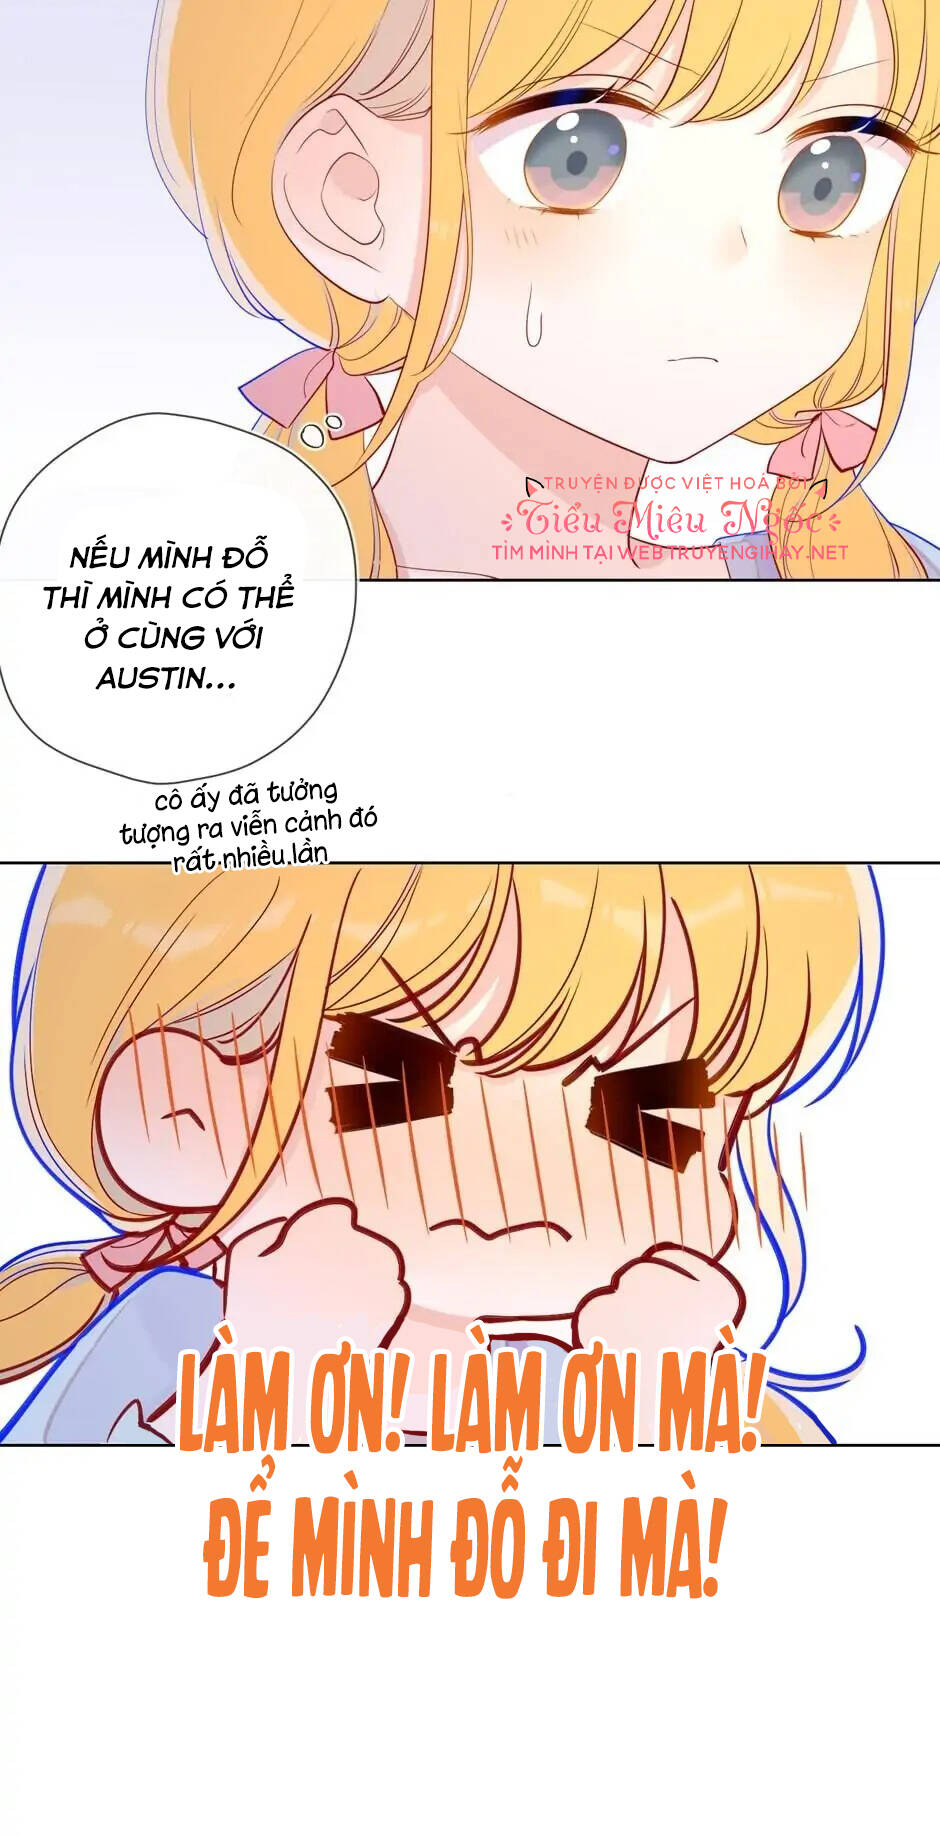 TRUYỆN ĐƯỢC VIỆT HOÁ BỞI
Tiểu Miêu Ngốc
TÌM MÌNH TẠI WEBTRUYENGIHAY.NET
NẾU MÌNH ĐỖ
THÌ MÌNH CÓ THỂ
Ở CÙNG VỚI
AUSTIN...
cô ấy đã tưởng
tượng ra viễn cảnh đó
rất nhiều lần
LÀM ƠN! LÀM ƠN MÀ!
ĐỂ MÌNH ĐỖ ĐI MÀ!